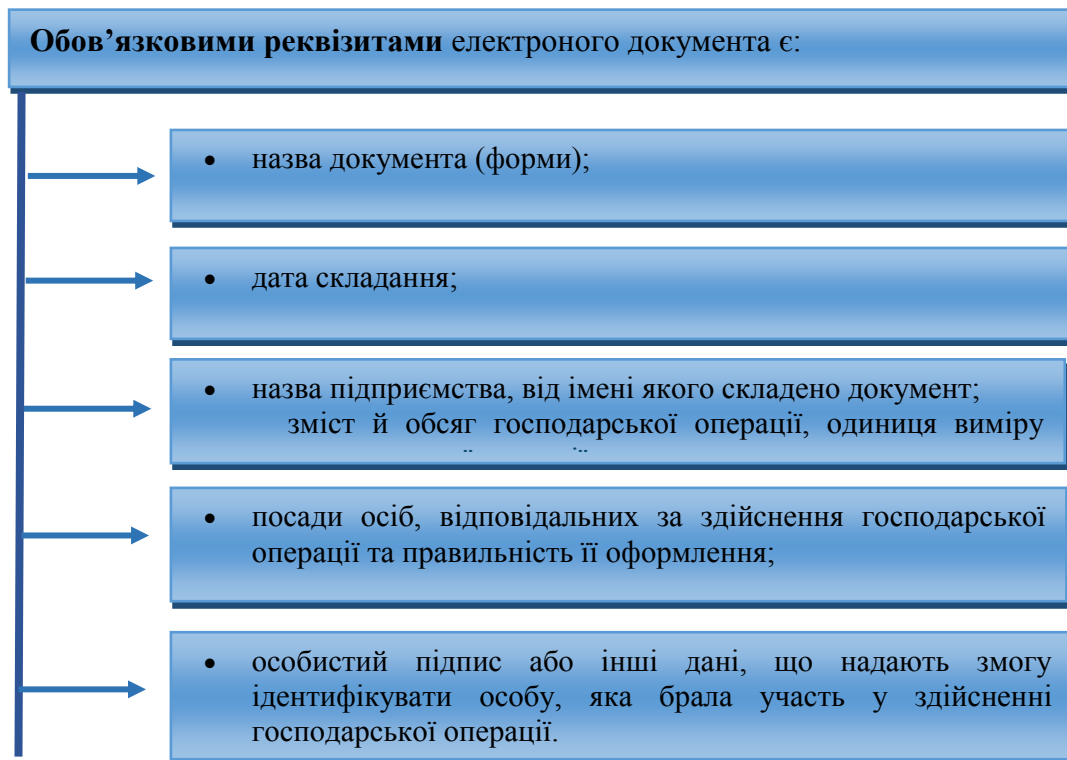 Обов’язковими реквізитами електроного документа є:
• назва документа (форми);
• дата складання;
• назва підприємства, від імені якого складено документ;
зміст й обсяг господарської операції, одиниця виміру
• посади осіб, відповідальних за здійснення господарської
операції та правильність її оформлення;
• особистий підпис або інші дані, що надають змогу
ідентифікувати особу, яка брала участь у здійсненні
господарської операції.